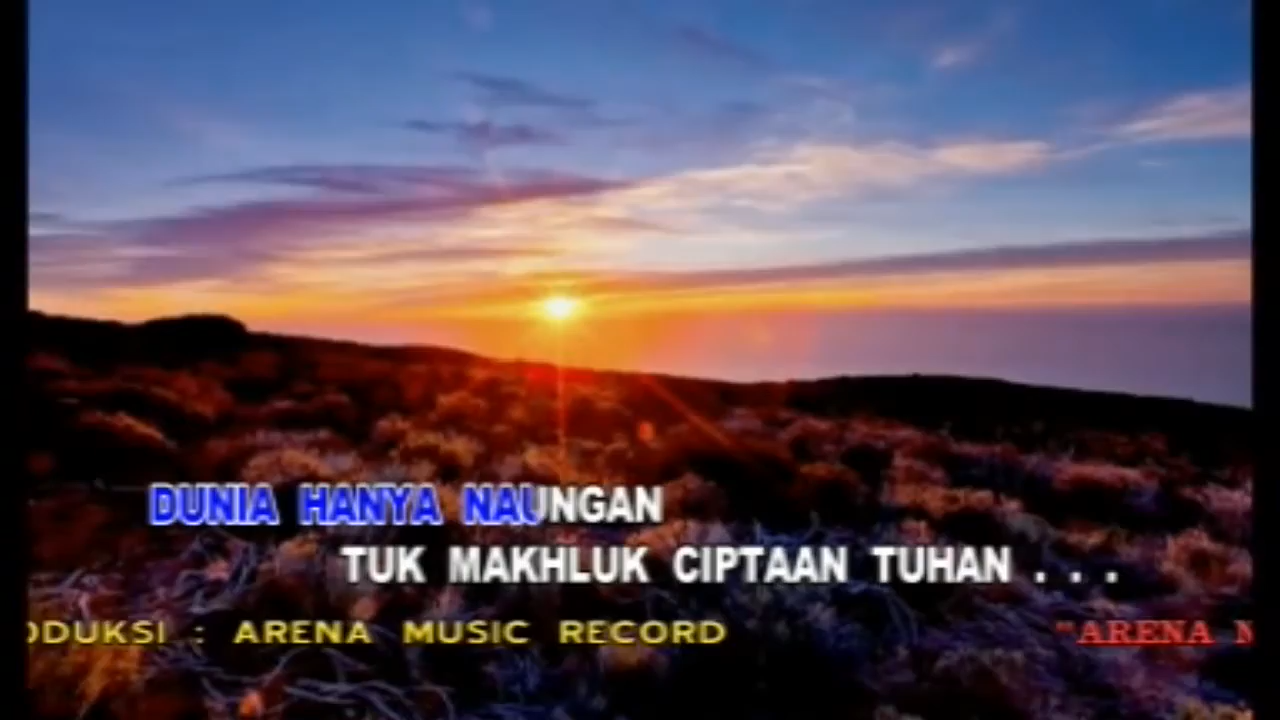 DUNIA HANYA NAUNGAN
TUK MAKHLUK CIPTAAN TUHAN . . .
ODUKSI : ARENA MUSIC RECORD "ARENA M